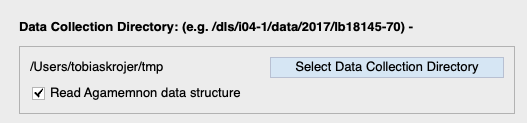 Data Collection Directory: (e.g. /dls/i04-1/data/2017/lb18145-70) -
/Users/tobiaskrojer/tmp Select Data Collection Directory
Read Agamemnon data structure